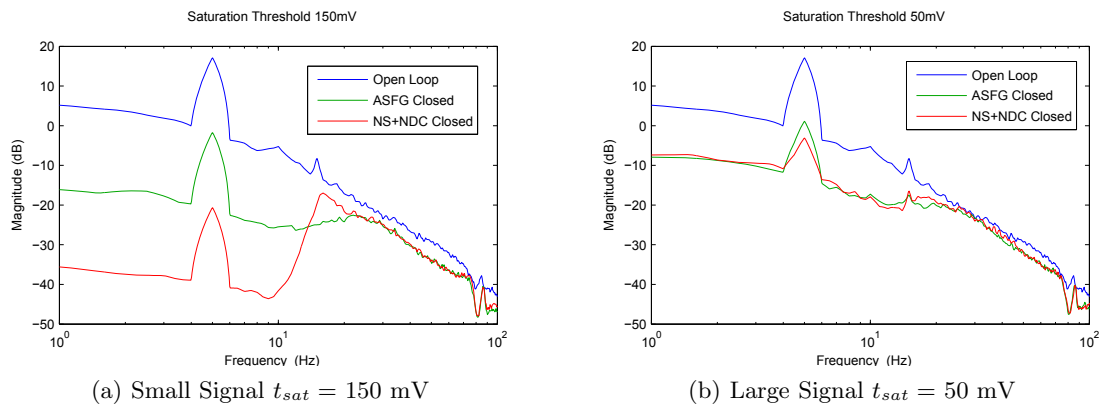 Saturation Threshold 150mV
20
10
0
−10
−20
−30
−40
−50
Magnitude (dB)
Open Loop
ASFG Closed
NS+NDC Closed
10^0
10^1
10^2
Frequency (Hz)
(a) Small Signal t_sat = 150 mV
Saturation Threshold 50mV
20
10
0
−10
−20
−30
−40
−50
Magnitude (dB)
Open Loop
ASFG Closed
NS+NDC Closed
10^0
10^1
10^2
Frequency (Hz)
(b) Large Signal t_sat = 50 mV